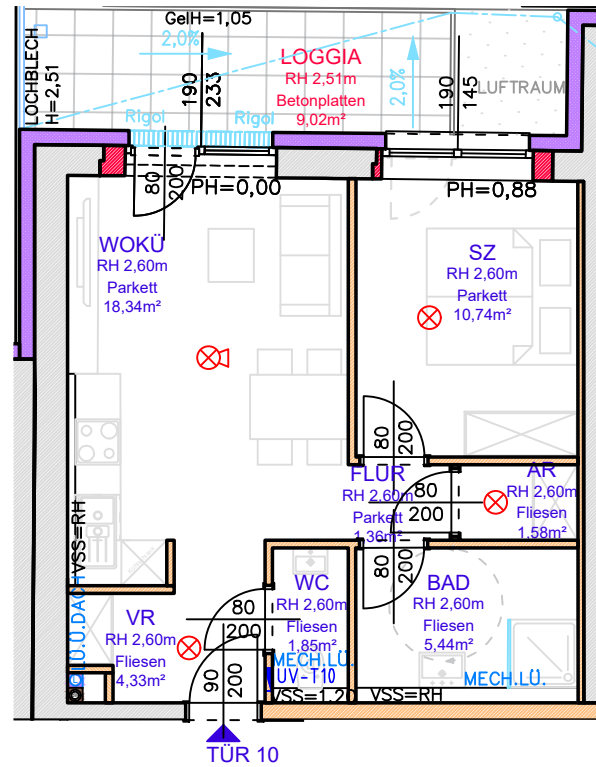 GelH=1,05
2,0%
LOCHBLECH
H=2,51
190
233
LOGGIA
RH 2,51m
Betonplatten
9,02m²
2,0%
190
145
LUFTRAUM
Rigol
Rigol
80
200
PH=0,00
PH=0,88
WOKÜ
RH 2,60m
Parkett
18,34m²
SZ
RH 2,60m
Parkett
10,74m²
80
200
FLUR
RH 2,60m
Parkett
1,36m²
80
200
AR
RH 2,60m
Fliesen
1,58m²
VSS=RH
80
200
U.Ü.DACH
VR
RH 2,60m
Fliesen
4,33m²
80
200
WC
RH 2,60m
Fliesen
1,85m²
BAD
RH 2,60m
Fliesen
5,44m²
MECH.LÜ.
UV-T10
VSS=1.20
VSS=RH
MECH.LÜ.
90
200
TÜR 10